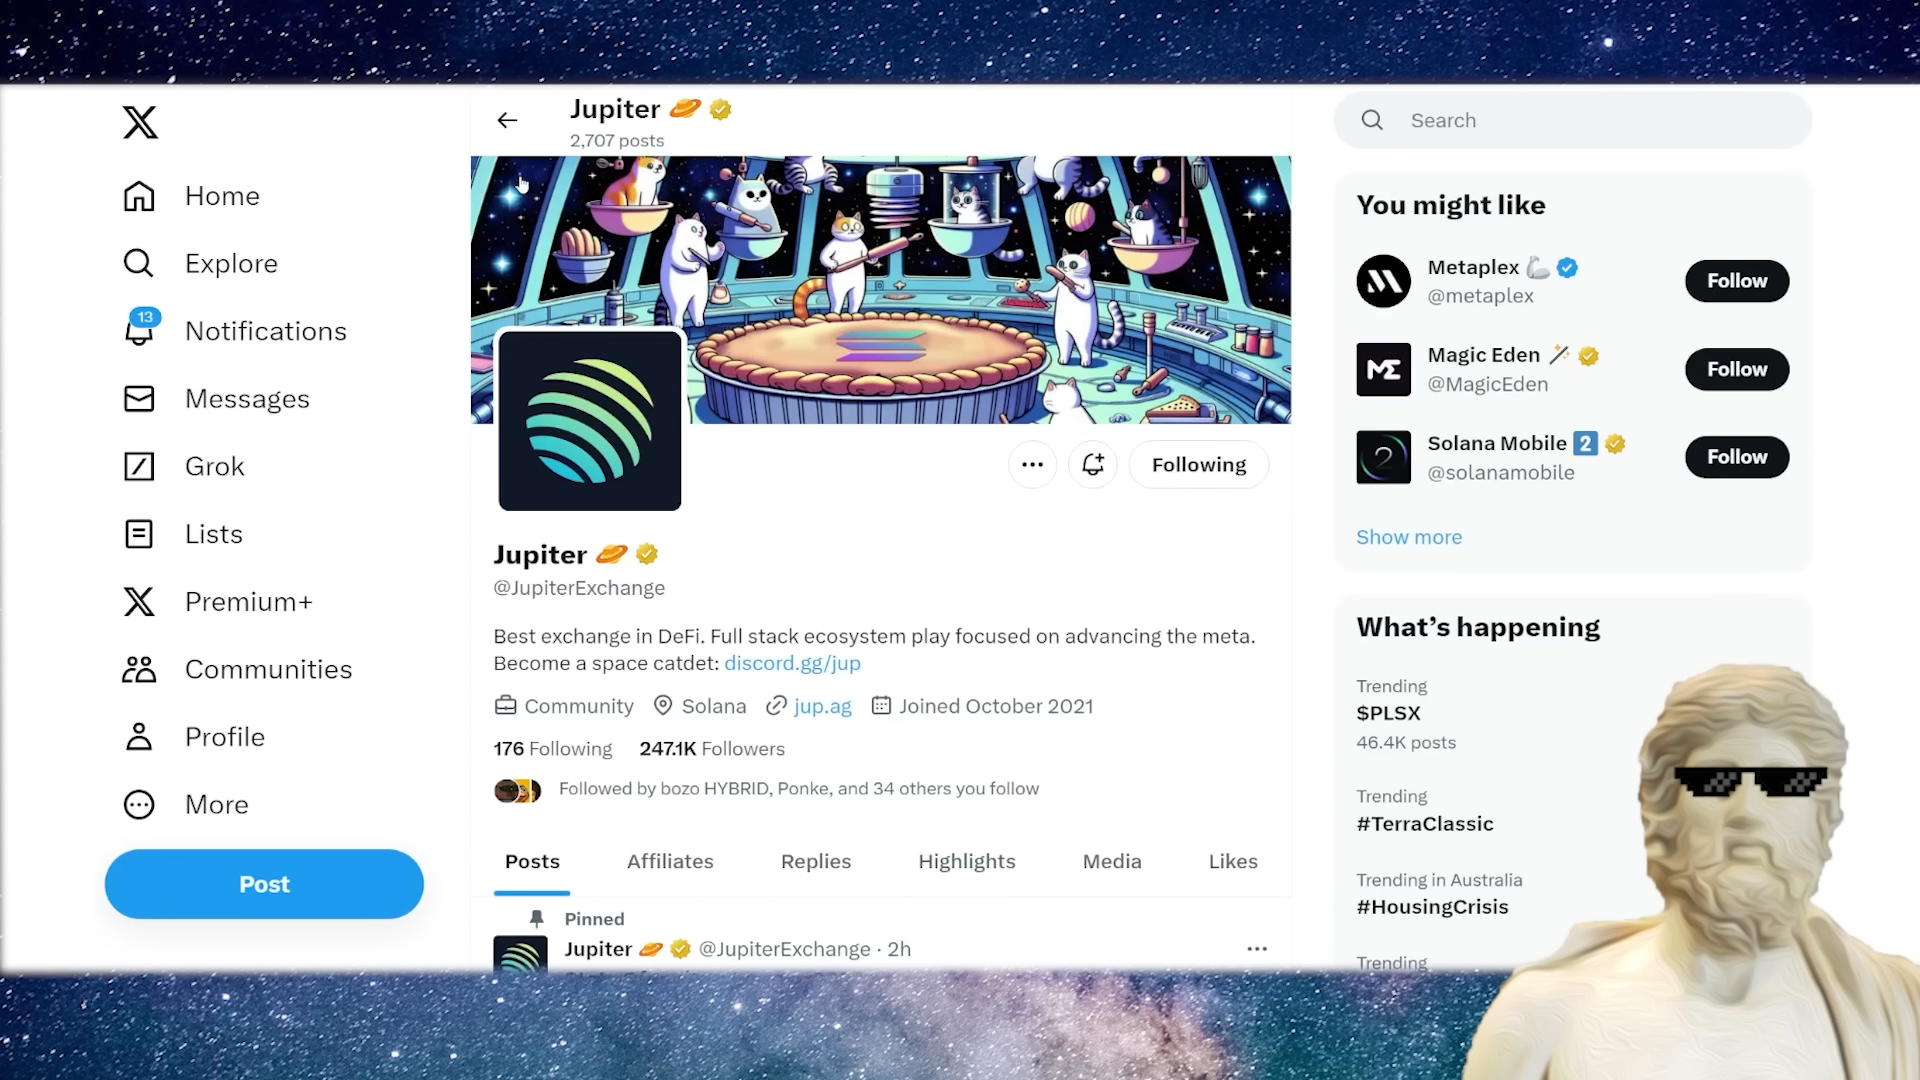 Home
Explore
13
Notifications
Messages
Grok
Lists
Premium+
Communities
Profile
More
Post
Jupiter
2,707 posts
Following
Jupiter
@JupiterExchange
Best exchange in DeFi. Full stack ecosystem play focused on advancing the meta.
Become a space catdet: discord.gg/jup
Community Solana jup.ag Joined October 2021
176 Following 247.1K Followers
Followed by bozo HYBRID, Ponke, and 34 others you follow
Posts Affiliates Replies Highlights Media Likes
Pinned
Jupiter @JupiterExchange · 2h
Search
You might like
Metaplex
@metaplex
Follow
ME
Magic Eden
@MagicEden
Follow
2
Solana Mobile 2
@solanamobile
Follow
Show more
What's happening
Trending
$PLSX
46.4K posts
Trending
#TerraClassic
Trending in Australia
#HousingCrisis
Trending